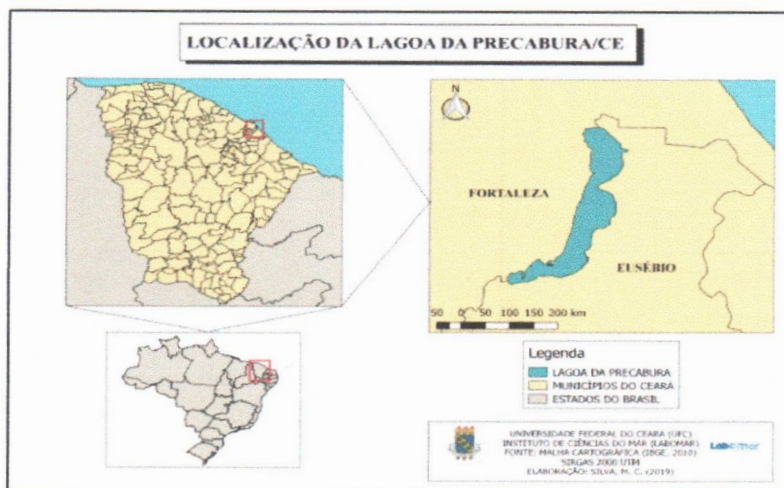 LOCALIZAÇÃO DA LAGOA DA PRECABURA/CE
N
FORTALEZA
EUSÉBIO
50 0 50 100 150 200 km
Legenda
LAGOA DA PRECABURA
MUNICÍPIOS DO CEARÁ
ESTADOS DO BRASIL
UNIVERSIDADE FEDERAL DO CEARA (UFC)
INSTITUTO DE CIÊNCIAS DO MAR (LABOMAR)
FONTE: MALHA CARTOGRÁFICA (IBGE, 2010)
SIRGAS 2000 UTM
ELABORAÇÃO: SILVA, M. C. (2019)
Labomar